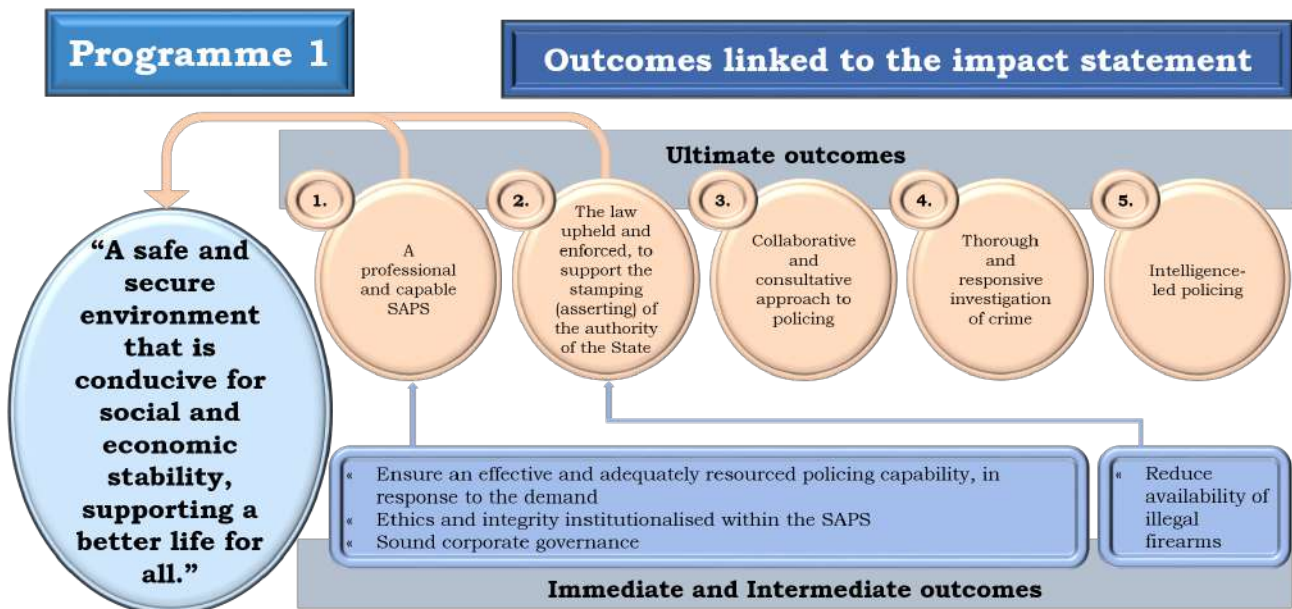 Programme 1
Outcomes linked to the impact statement
Ultimate outcomes
1.
A
professional
and capable
SAPS
2.
The law
upheld and
enforced, to
support the
stamping
(asserting) of
the authority
of the State
3.
Collaborative
and
consultative
approach to
policing
4.
Thorough
and
responsive
investigation
of crime
5.
Intelligence-
led policing
“A safe and
secure
environment
that is
conducive for
social and
economic
stability,
supporting a
better life for
all.”
« Ensure an effective and adequately resourced policing capability, in
response to the demand
« Ethics and integrity institutionalised within the SAPS
« Sound corporate governance
« Reduce
availability of
illegal
firearms
Immediate and Intermediate outcomes